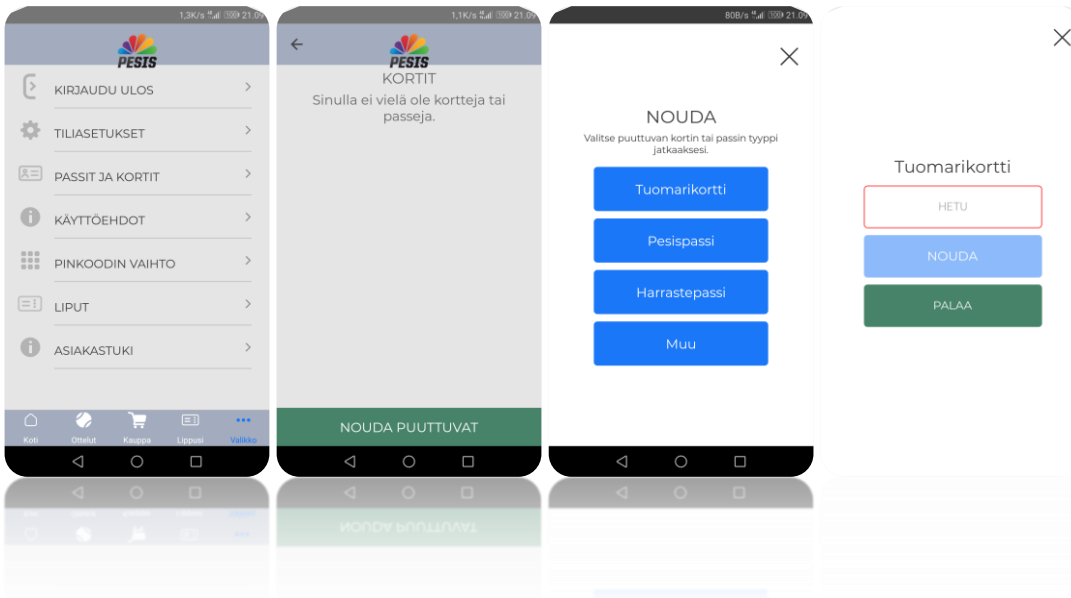 1,3K/s 21.09
PESIS
KIRJAUDU ULOS
TILIASETUKSET
PASSIT JA KORTIT
KÄYTTÖEHDOT
PINKOODIN VAIHTO
LIPUT
ASIAKASTUKI
Koti Ottelut Kauppa Lippusi Valikko
1,1K/s 21.09
PESIS
KORTIT
Sinulla ei vielä ole kortteja tai
passeja.
NOUDA PUUTTUVAT
80B/s 21.09
NOUDA
Valitse puuttuvan kortin tai passin tyyppi
jatkaaksesi.
Tuomarikortti
Pesispassi
Harrastepassi
Muu
Tuomarikortti
HETU
NOUDA
PALAA